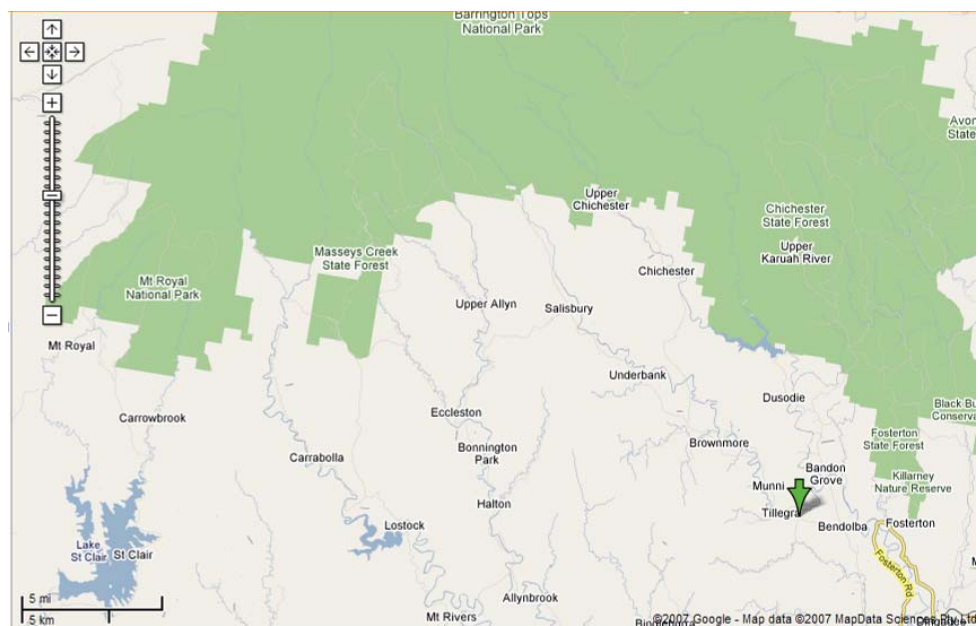 Barrington Tops
National Park
Avon
State
Upper
Chichester
Chichester
State Forest
Upper
Karuah River
Masseys Creek
State Forest
Chichester
Mt Royal
National Park
Upper Allyn
Salisbury
Mt Royal
Underbank
Dusodie
Black Bu
Conserva
Carrowbrook
Eccleston
Fosterton
State Forest
Brownmore
Bonnington
Park
Carrabolla
Bandon
Grove
Killarney
Nature Reserve
Munni
Halton
Tillegra
Bendolba
Fosterton
Lostock
Lake
St Clair
St Clair
Fosterton Rd
5 mi
5 km
Allynbrook
Mt Rivers
©2007 Google - Map data ©2007 MapData Sciences Pty Ltd